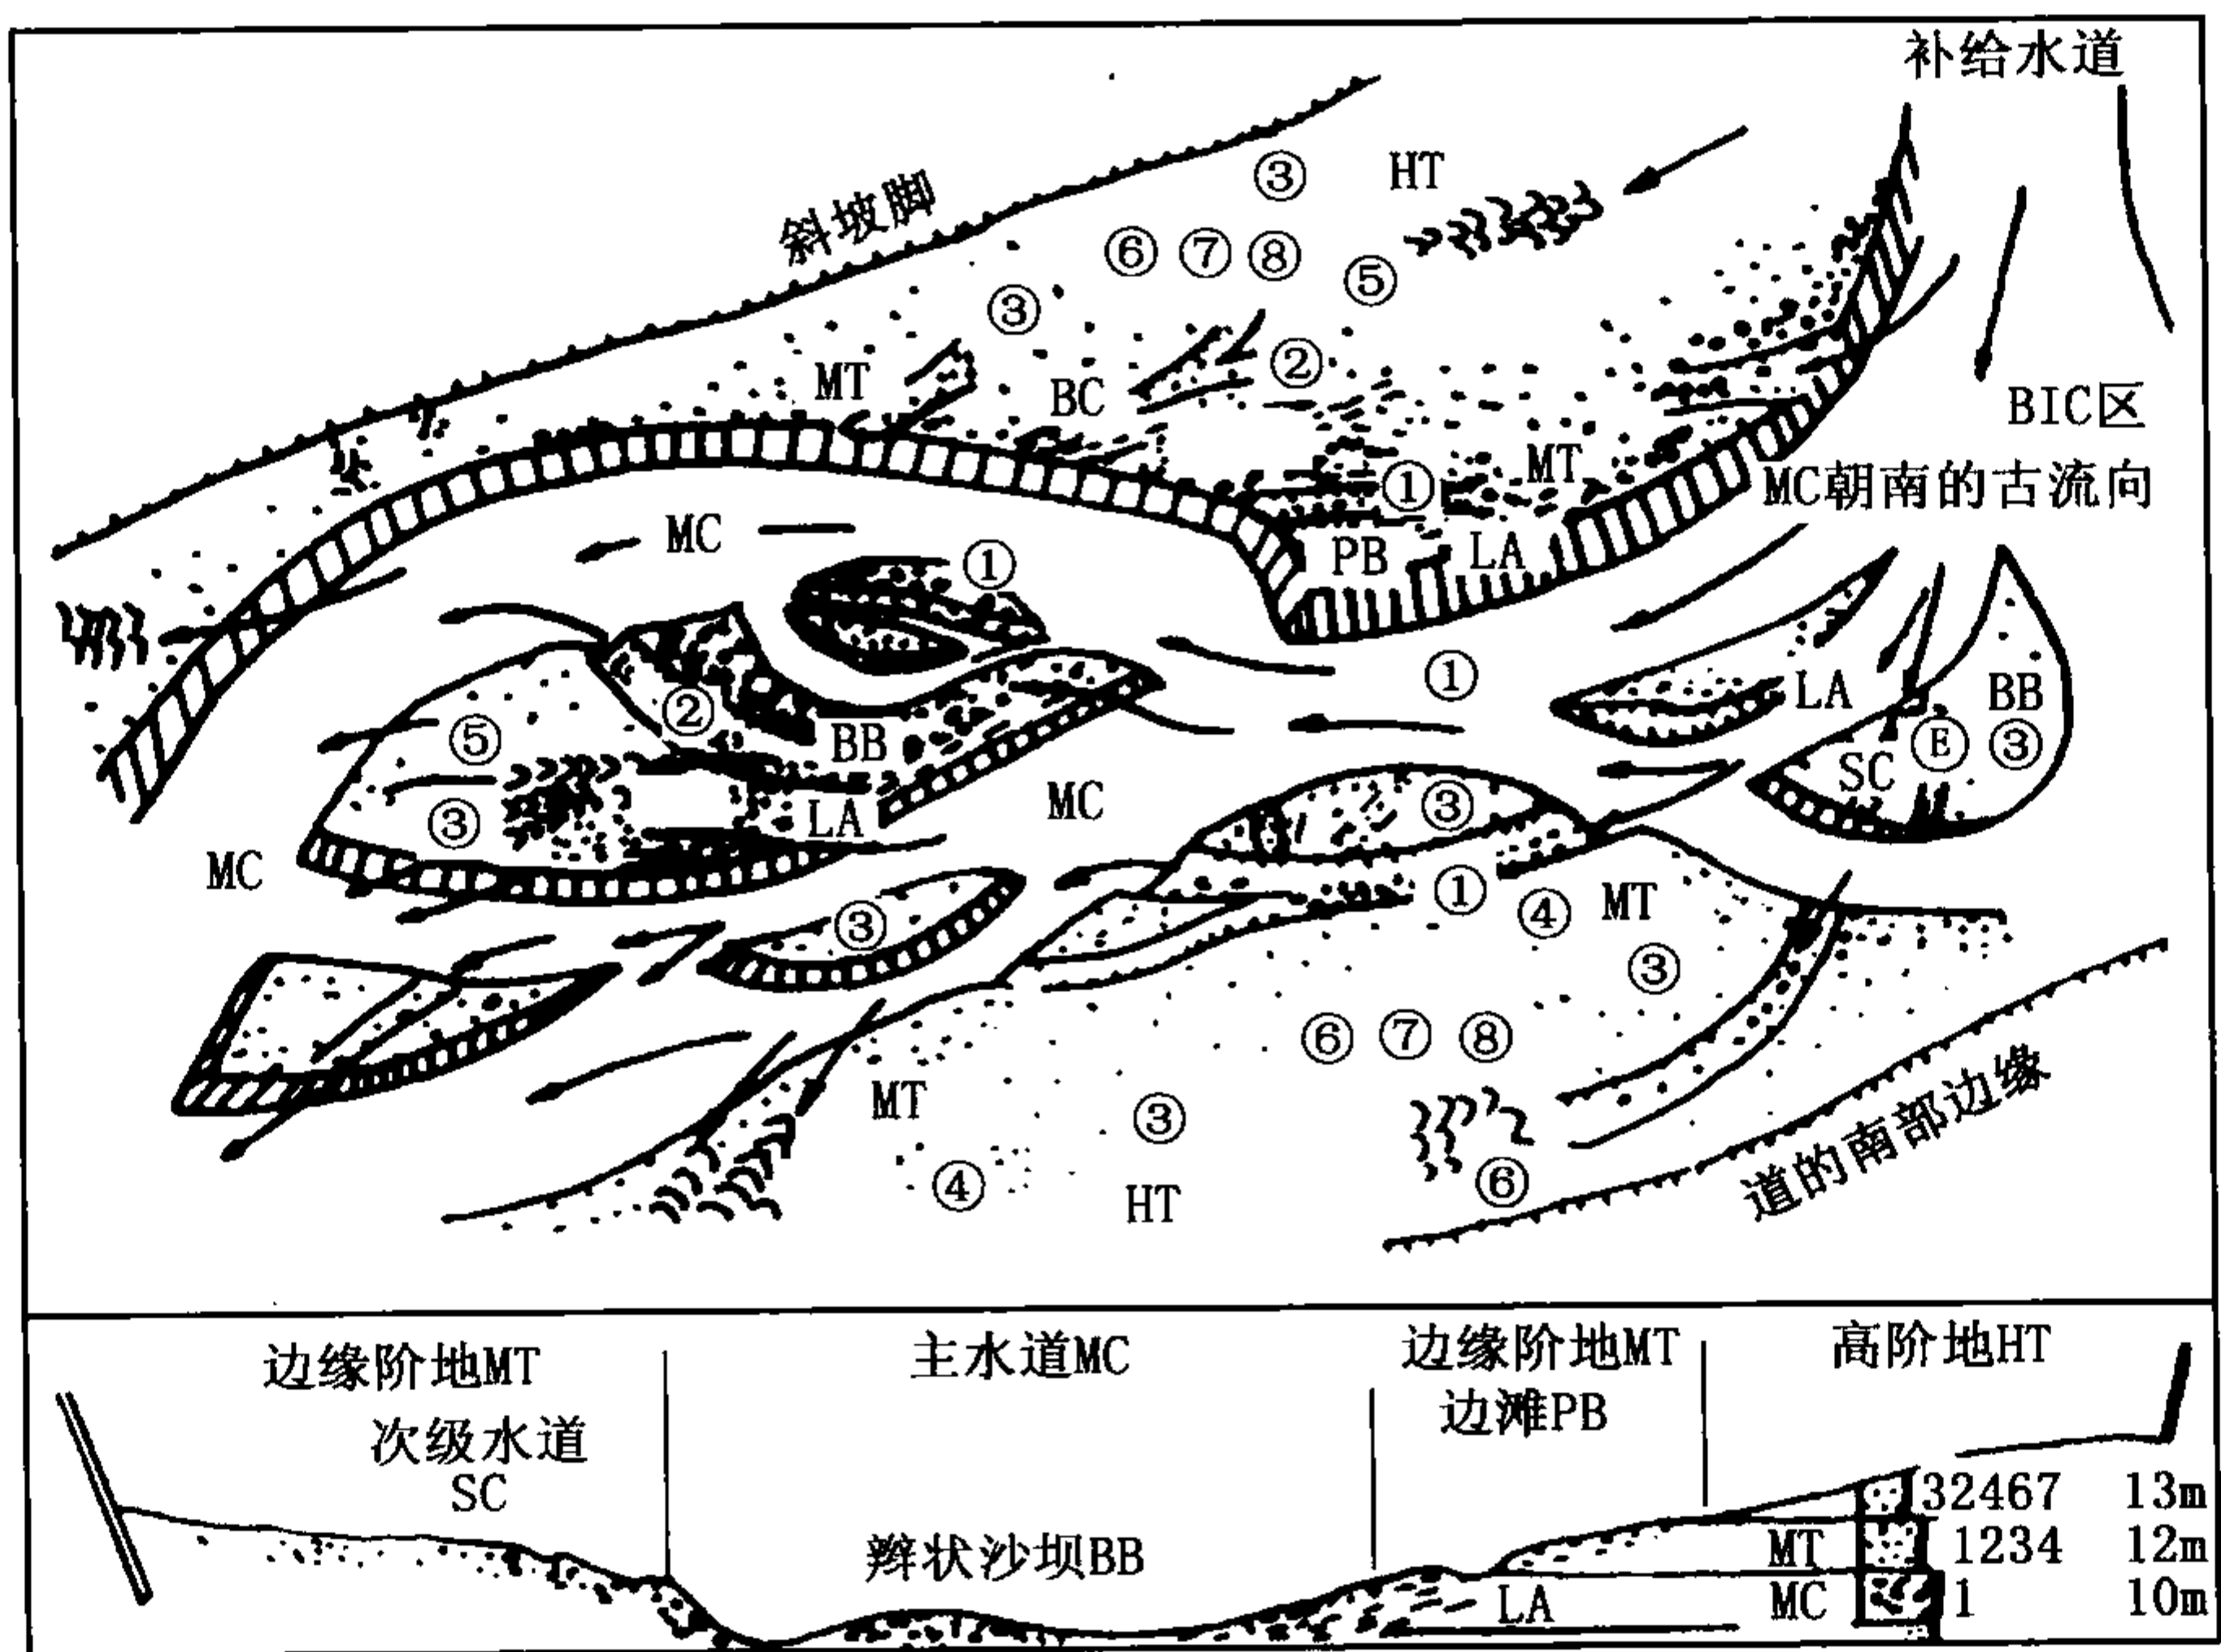 补给水道
③ HT
斜坡脚
⑥ ⑦ ⑧
⑤
③
②
MT
BC
BIC区
MT
①
MC朝南的古流向
MC
PB
LA
①
①
LA
BB
②
BB
⑤
SC
Ⓔ
③
MC
③
LA
③
MC
①
④
MT
③
③
⑥ ⑦ ⑧
MT
③
④
HT
⑥
道的南部边缘
边缘阶地MT
主水道MC
边缘阶地MT
高阶地HT
次级水道
边滩PB
SC
32467 13m
辫状沙坝BB
MT 1234 12m
LA
MC 1 10m